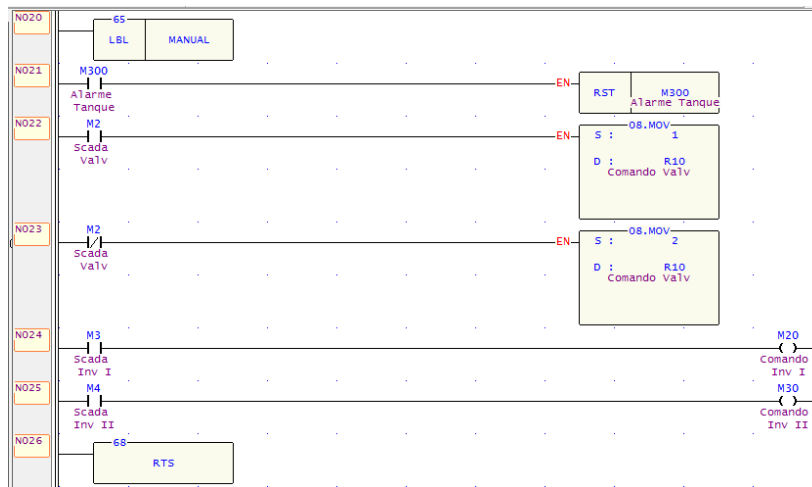 N020
65
LBL MANUAL
N021
M300
EN
Alarme
Tanque
RST M300
Alarme Tanque
N022
M2
EN
Scada
Valv
08.MOV
S : 1
D : R10
Comando Valv
N023
M2
EN
Scada
Valv
08.MOV
S : 2
D : R10
Comando Valv
N024
M3
M20
Scada
Inv I
Comando
Inv I
N025
M4
M30
Scada
Inv II
Comando
Inv II
N026
68
RTS